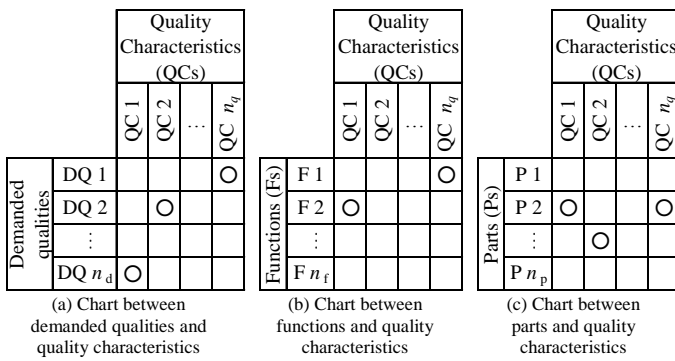 Quality
Characteristics
(QCs)
QC 1
QC 2
...
QC n_q
Demanded
qualities
DQ 1
DQ 2
⋮
DQ n_d
(a) Chart between
demanded qualities and
quality characteristics
Quality
Characteristics
(QCs)
QC 1
QC 2
...
QC n_q
Functions (Fs)
F 1
F 2
⋮
F n_f
(b) Chart between
functions and quality
characteristics
Quality
Characteristics
(QCs)
QC 1
QC 2
...
QC n_q
Parts (Ps)
P 1
P 2
⋮
P n_p
(c) Chart between
parts and quality
characteristics